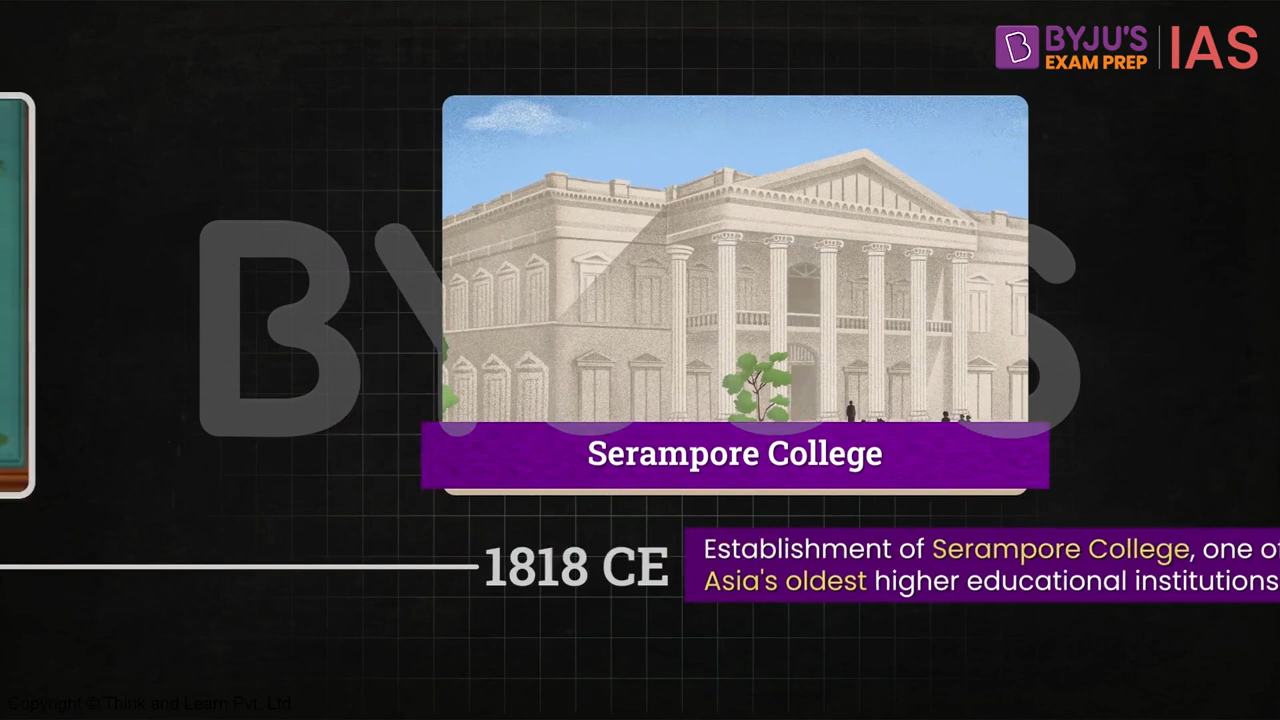 BYJU'S
EXAM PREP
IAS
Serampore College
1818 CE
Establishment of Serampore College, one of
Asia's oldest higher educational institutions
Copyright © Think and Learn Pvt. Ltd.